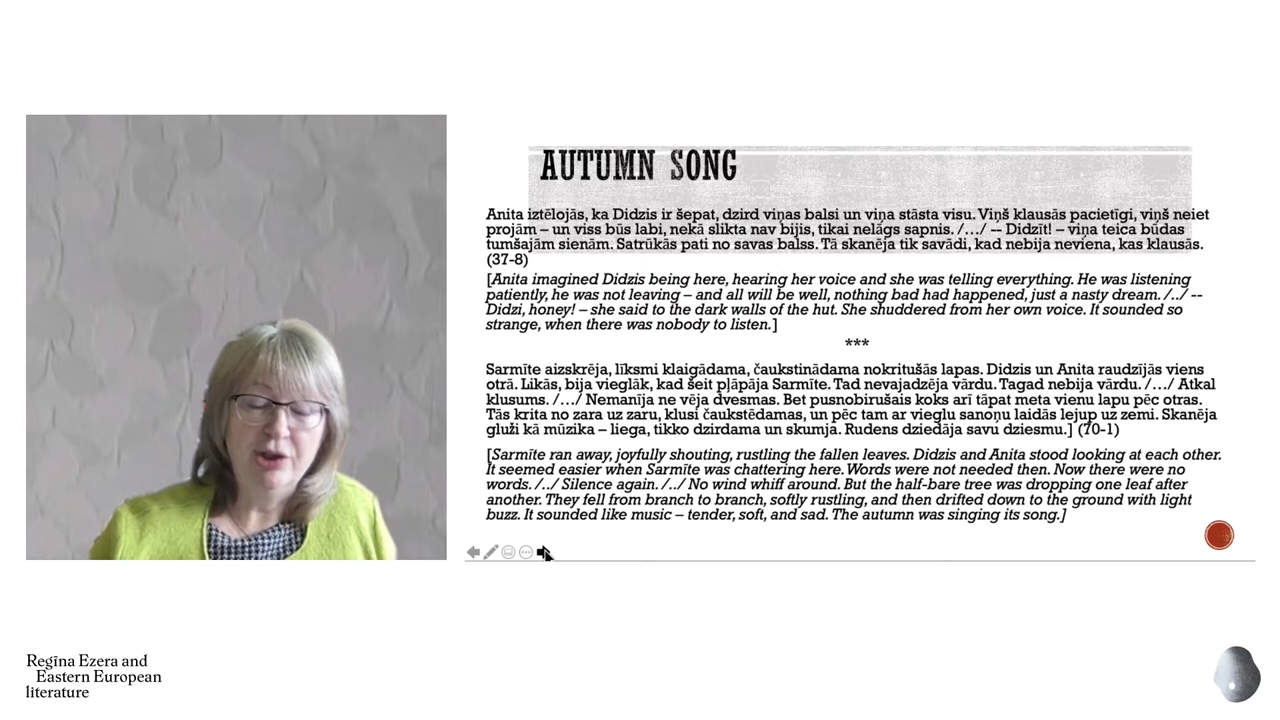 AUTUMN SONG
Anita iztēlojās, ka Didzis ir šepat, dzird viņas balsi un viņa stāsta visu. Viņš klausās pacietīgi, viņš neiet
projām – un viss būs labi, nekā slikta nav bijis, tikai nelāgs sapnis. /…/ -- Didzīt! – viņa teica būdas
tumšajām sienām. Satrūkās pati no savas balss. Tā skanēja tik savādi, kad nebija neviena, kas klausās.
(37-8)
[Anita imagined Didzis being here, hearing her voice and she was telling everything. He was listening
patiently, he was not leaving – and all will be well, nothing bad had happened, just a nasty dream. /../ --
Didzi, honey! – she said to the dark walls of the hut. She shuddered from her own voice. It sounded so
strange, when there was nobody to listen.]
***
Sarmīte aizskrēja, līksmi klaigādama, čaukstinādama nokritušās lapas. Didzis un Anita raudzījās viens
otrā. Likās, bija vieglāk, kad šeit pļāpāja Sarmīte. Tad nevajadzēja vārdu. Tagad nebija vārdu. /…/ Atkal
klusums. /…/ Nemanīja ne vēja dvesmas. Bet pusnobirušais koks arī tāpat meta vienu lapu pēc otras.
Tās krita no zara uz zaru, klusi čaukstēdamas, un pēc tam ar vieglu sanoņu laidās lejup uz zemi. Skanēja
gluži kā mūzika – liega, tikko dzirdama un skumja. Rudens dziedāja savu dziesmu.] (70-1)
[Sarmīte ran away, joyfully shouting, rustling the fallen leaves. Didzis and Anita stood looking at each other.
It seemed easier when Sarmīte was chattering here. Words were not needed then. Now there were no
words. /../ Silence again. /../ No wind whiff around. But the half-bare tree was dropping one leaf after
another. They fell from branch to branch, softly rustling, and then drifted down to the ground with light
buzz. It sounded like music – tender, soft, and sad. The autumn was singing its song.]
Regīna Ezera and
Eastern European
literature